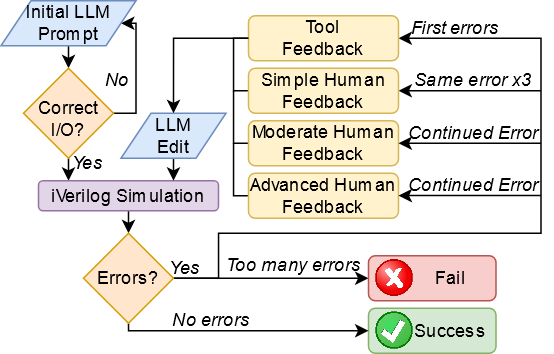 Initial LLM
Prompt
No
Correct
I/O?
Yes
LLM
Edit
iVerilog Simulation
Tool
Feedback
First errors
Simple Human
Feedback
Same error x3
Moderate Human
Feedback
Continued Error
Advanced Human
Feedback
Continued Error
Errors?
Yes
Too many errors
Fail
No errors
Success